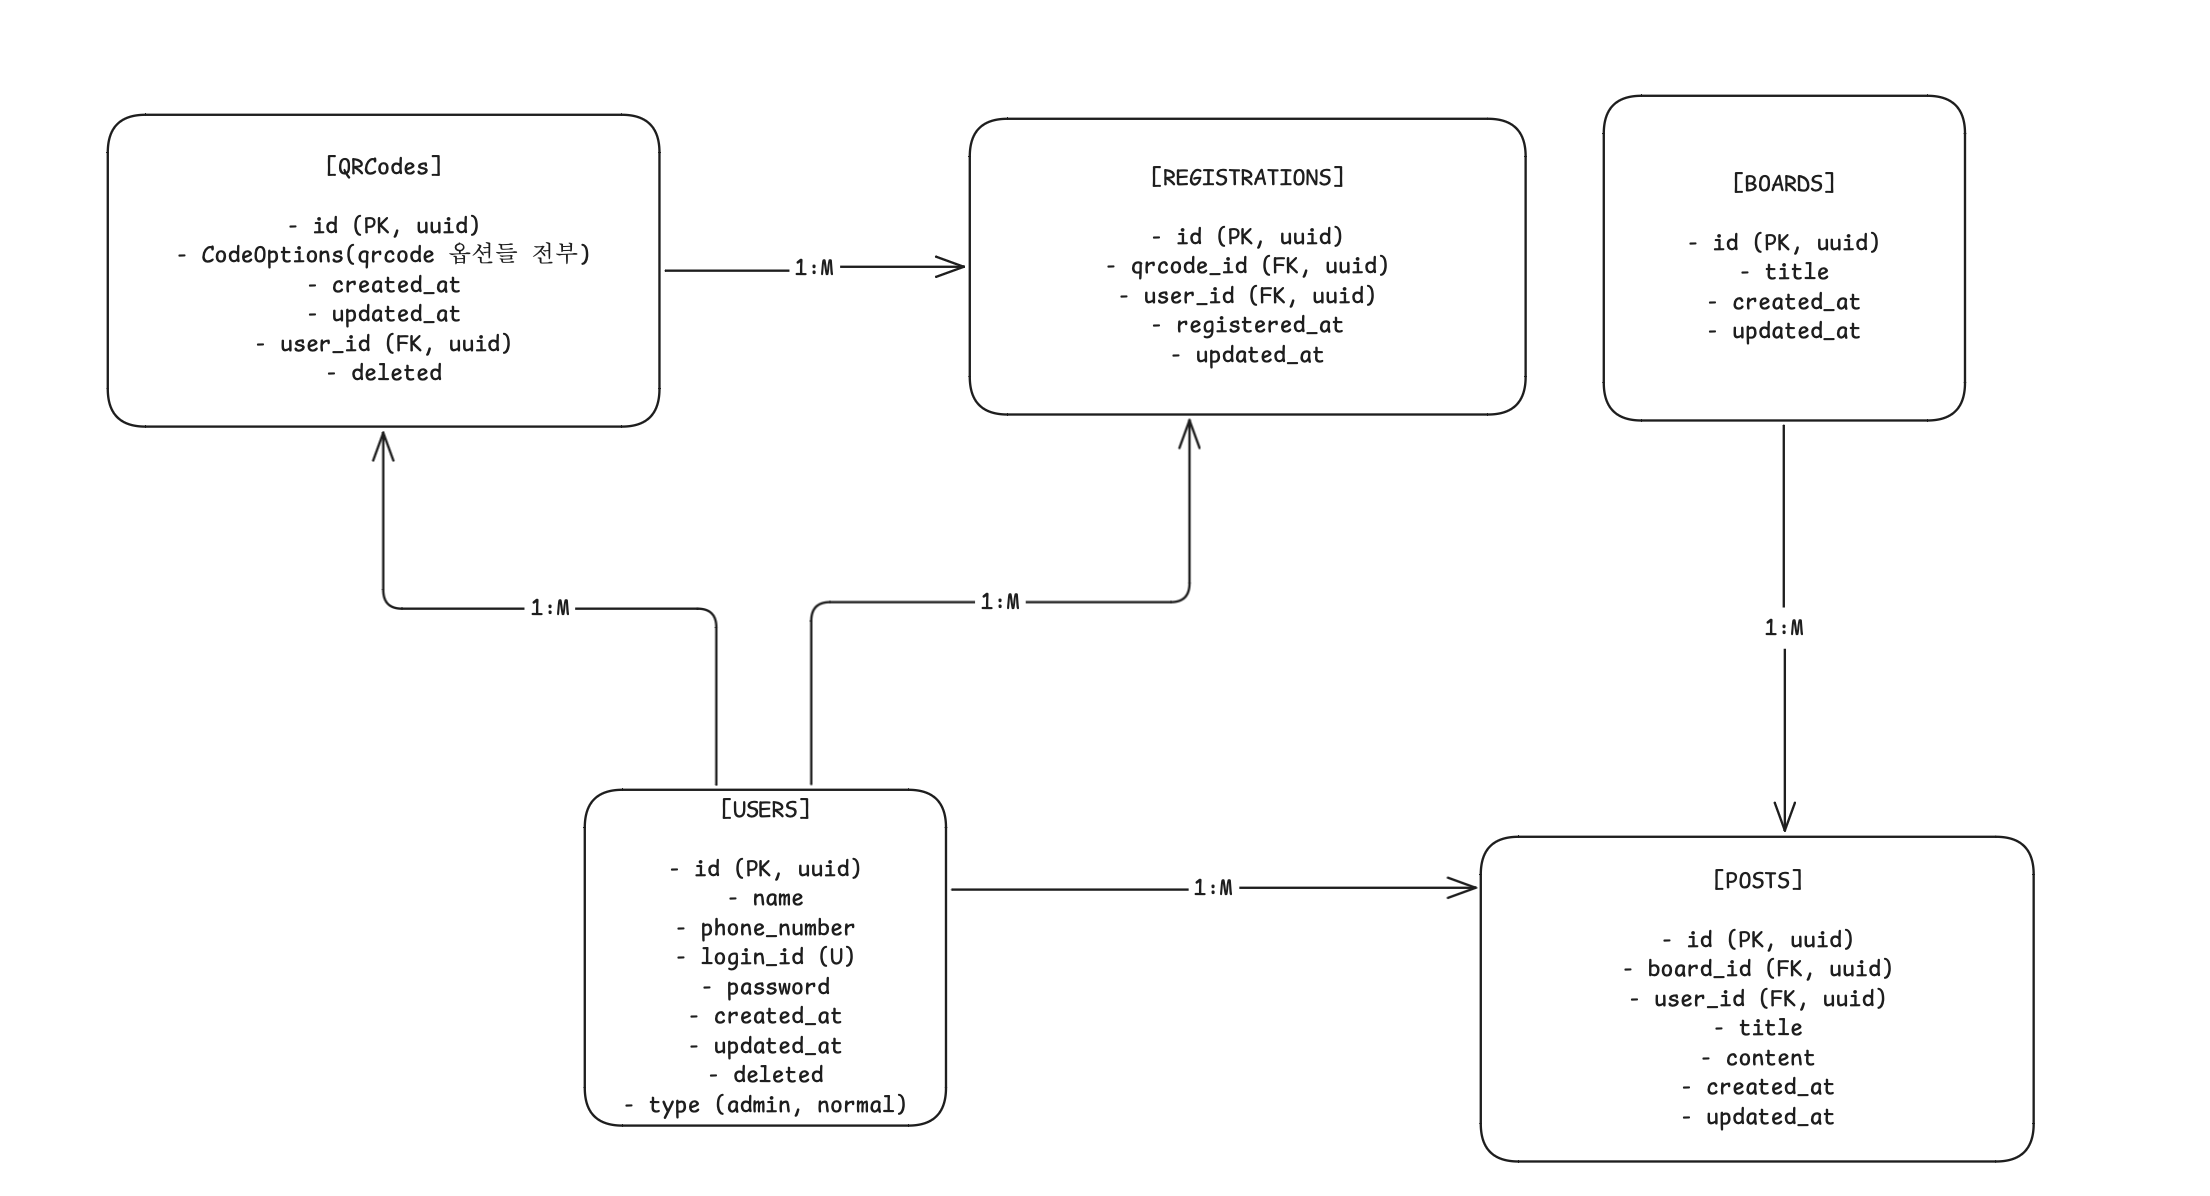 [QRCodes]
- id (PK, uuid)
- CodeOptions(qrcode 옵션들 전부)
- created_at
- updated_at
- user_id (FK, uuid)
- deleted
1:M
[REGISTRATIONS]
- id (PK, uuid)
- qrcode_id (FK, uuid)
- user_id (FK, uuid)
- registered_at
- updated_at
[BOARDS]
- id (PK, uuid)
- title
- created_at
- updated_at
1:M
1:M
1:M
[USERS]
- id (PK, uuid)
- name
- phone_number
- login_id (U)
- password
- created_at
- updated_at
- deleted
- type (admin, normal)
1:M
[POSTS]
- id (PK, uuid)
- board_id (FK, uuid)
- user_id (FK, uuid)
- title
- content
- created_at
- updated_at